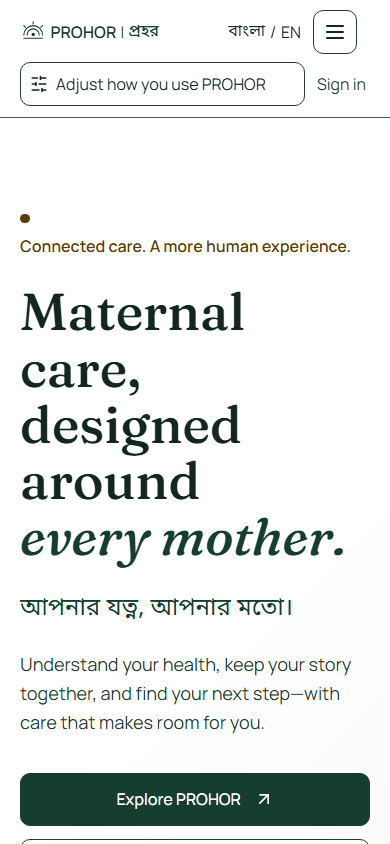 PROHOR | প্রহর
বাংলা / EN
Adjust how you use PROHOR
Sign in
Connected care. A more human experience.
Maternal
care,
designed
around
every mother.
আপনার যত্ন, আপনার মতো।
Understand your health, keep your story
together, and find your next step—with
care that makes room for you.
Explore PROHOR